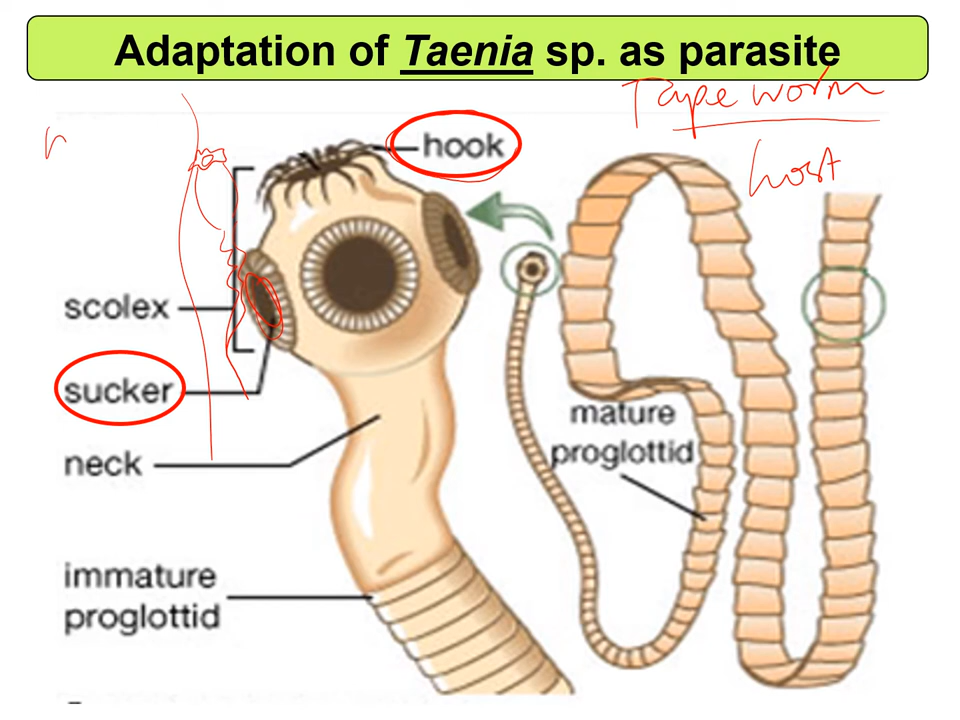 Adaptation of Taenia sp. as parasite
Tape worm
host
hook
scolex
sucker
neck
mature
proglottid
immature
proglottid